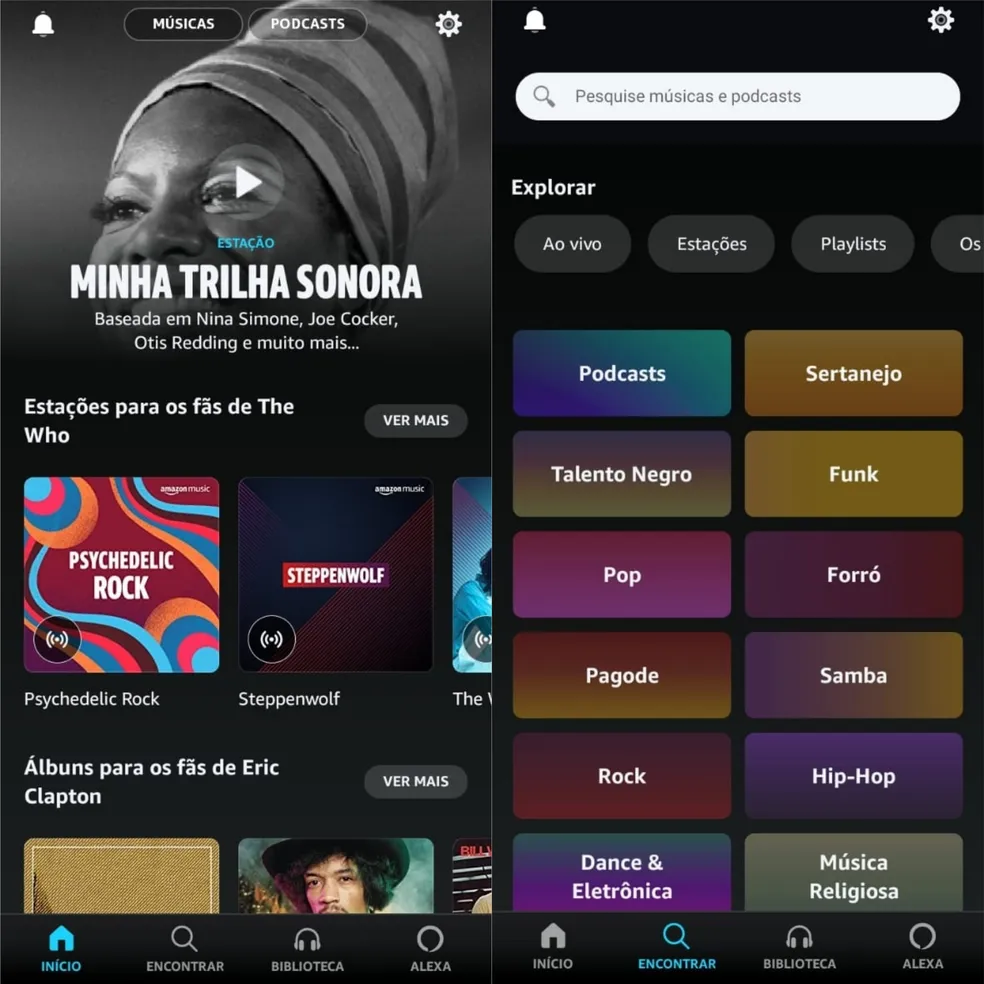 MÚSICAS
PODCASTS
ESTAÇÃO
MINHA TRILHA SONORA
Baseada em Nina Simone, Joe Cocker,
Otis Redding e muito mais...
Estações para os fãs de The
Who
VER MAIS
amazon music
PSYCHEDELIC
ROCK
amazon music
STEPPENWOLF
Psychedelic Rock
Steppenwolf
The
Álbuns para os fãs de Eric
Clapton
VER MAIS
INÍCIO
ENCONTRAR
BIBLIOTECA
ALEXA
Pesquise músicas e podcasts
Explorar
Ao vivo
Estações
Playlists
Os
Podcasts
Sertanejo
Talento Negro
Funk
Pop
Forró
Pagode
Samba
Rock
Hip-Hop
Dance &
Eletrônica
Música
Religiosa
INÍCIO
ENCONTRAR
BIBLIOTECA
ALEXA